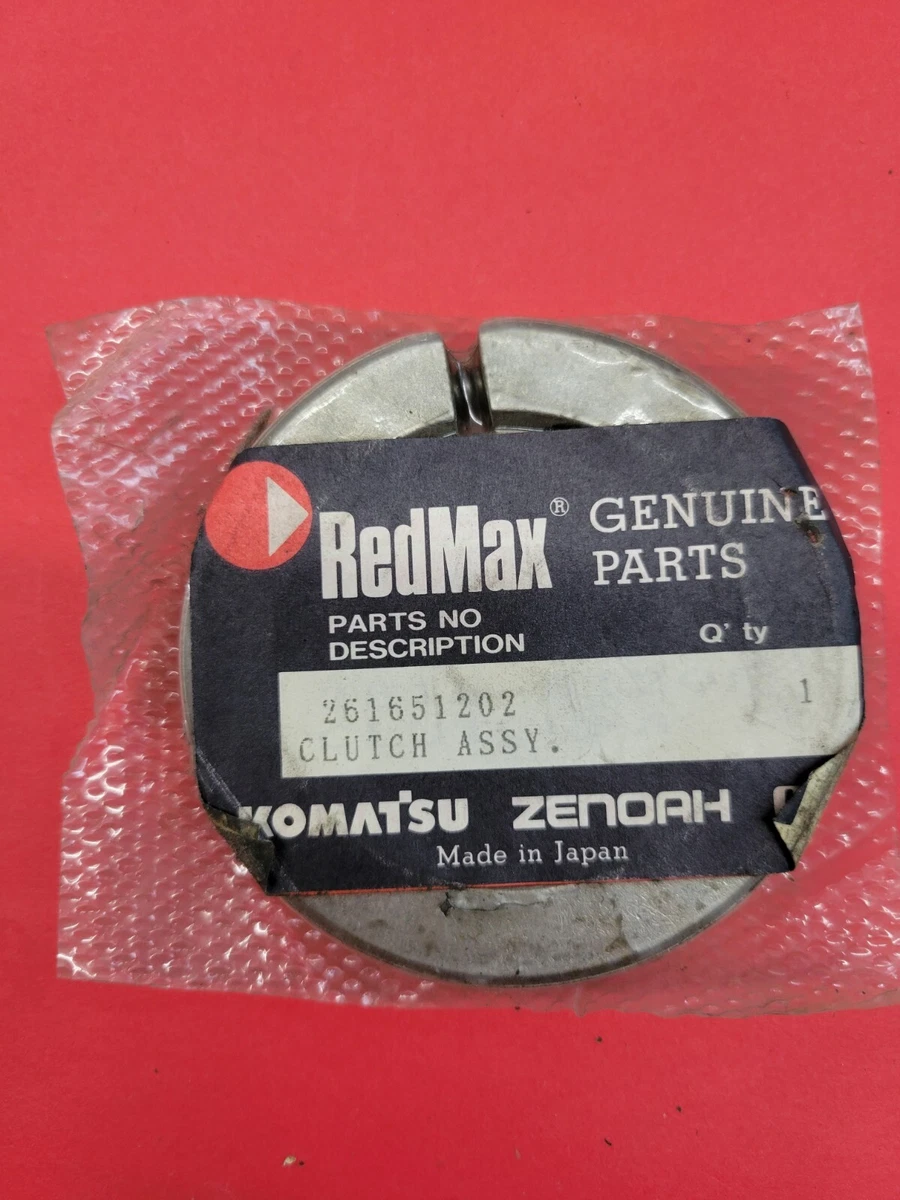 RedMax® GENUINE
PARTS
PARTS NO
DESCRIPTION
Q'ty
261651202 1
CLUTCH ASSY.
KOMATSU ZENOAH
Made in Japan